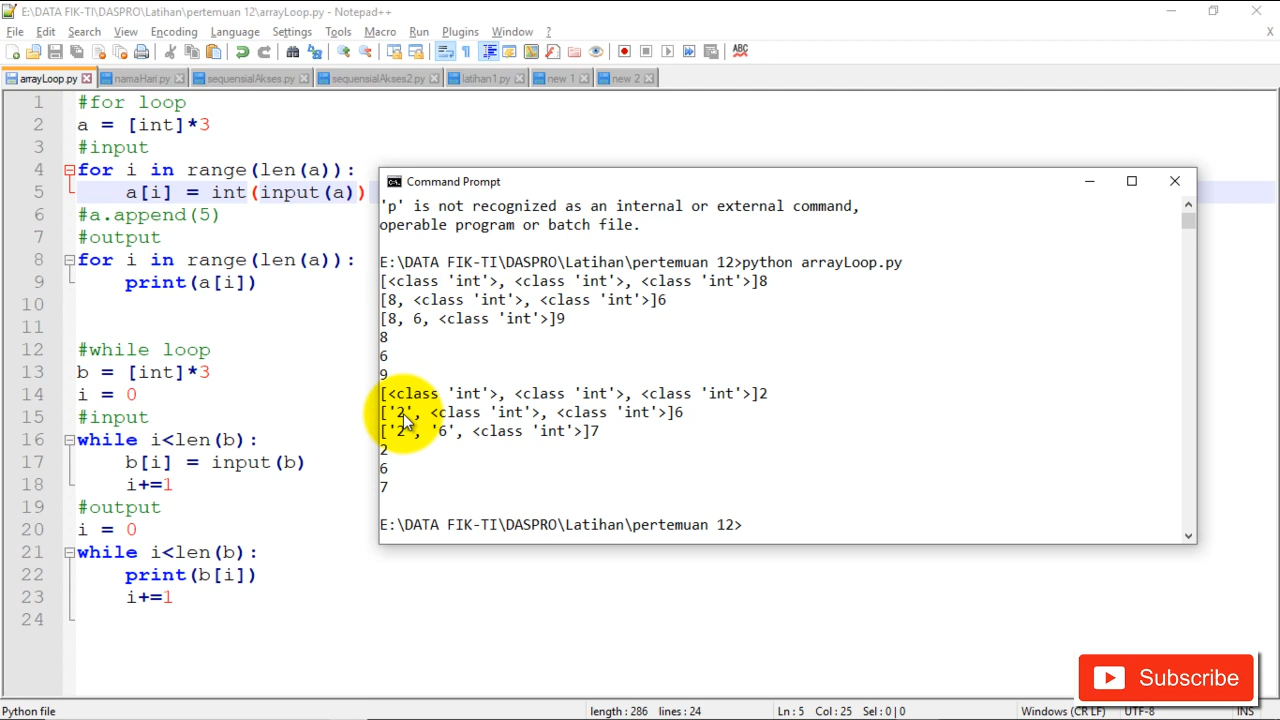 E:\DATA FIK-TI\DASPRO\Latihan\pertemuan 12\arrayLoop.py - Notepad++
File Edit Search View Encoding Language Settings Tools Macro Run Plugins Window ? X
arrayLoop.py namaHari.py sequensialAkses.py sequensialAkses2.py latihan1.py new 1 new 2
1 #for loop
2 a = [int]*3
3 #input
4 for i in range(len(a)):
5 a[i] = int(input(a))
6 #a.append(5)
7 #output
8 for i in range(len(a)):
9 print(a[i])
10
11
12 #while loop
13 b = [int]*3
14 i = 0
15 #input
16 while i<len(b):
17 b[i] = input(b)
18 i+=1
19 #output
20 i = 0
21 while i<len(b):
22 print(b[i])
23 i+=1
24
Command Prompt
'p' is not recognized as an internal or external command,
operable program or batch file.
E:\DATA FIK-TI\DASPRO\Latihan\pertemuan 12>python arrayLoop.py
[<class 'int'>, <class 'int'>, <class 'int'>]8
[8, <class 'int'>, <class 'int'>]6
[8, 6, <class 'int'>]9
8
6
9
[<class 'int'>, <class 'int'>, <class 'int'>]2
['2', <class 'int'>, <class 'int'>]6
['2', '6', <class 'int'>]7
2
6
7
E:\DATA FIK-TI\DASPRO\Latihan\pertemuan 12>
Subscribe
Python file length : 286 lines : 24 Ln : 5 Col : 25 Sel : 0 | 0 Windows (CR LF) UTF-8 INS